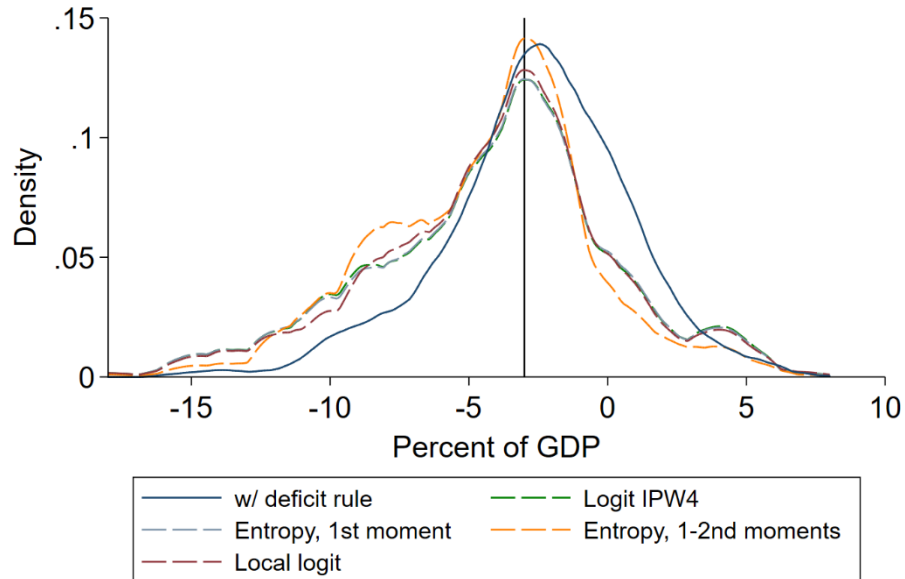 .15
.1
.05
0
Density
-15 -10 -5 0 5 10
Percent of GDP
w/ deficit rule Logit IPW4
Entropy, 1st moment Entropy, 1-2nd moments
Local logit